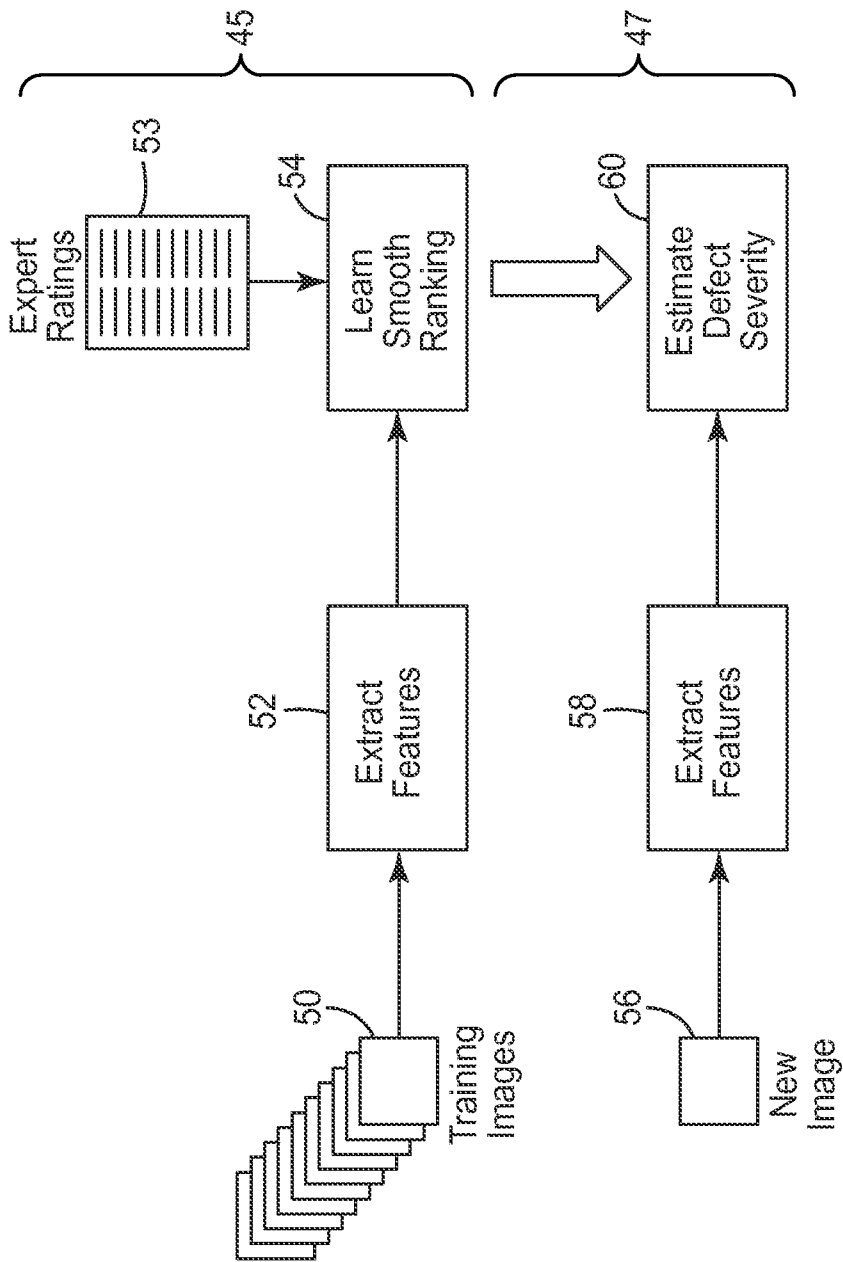 Expert
Ratings
53
45
50
Training
Images
52
Extract
Features
54
Learn
Smooth
Ranking
47
56
New
Image
58
Extract
Features
60
Estimate
Defect
Severity